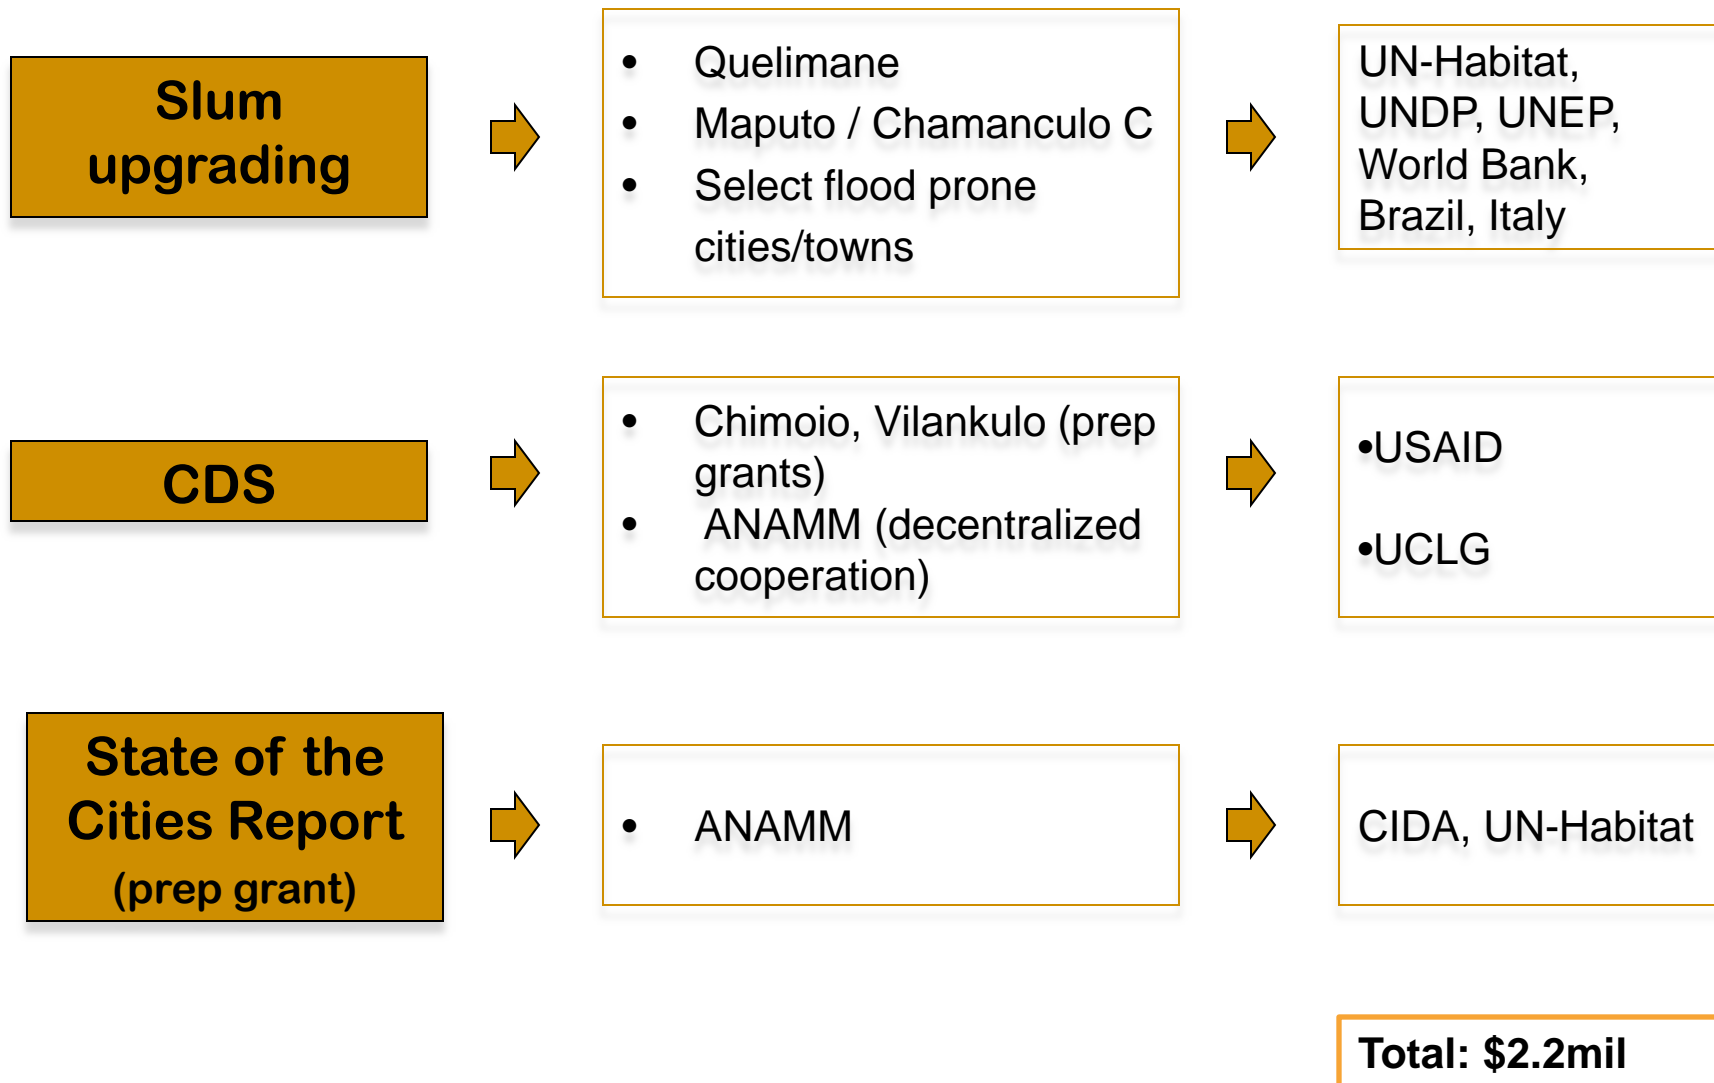 Slum
upgrading
• Quelimane
• Maputo / Chamanculo C
• Select flood prone
cities/towns
UN-Habitat,
UNDP, UNEP,
World Bank,
Brazil, Italy
CDS
• Chimoio, Vilankulo (prep
grants)
• ANAMM (decentralized
cooperation)
•USAID
•UCLG
State of the
Cities Report
(prep grant)
• ANAMM
CIDA, UN-Habitat
Total: $2.2mil